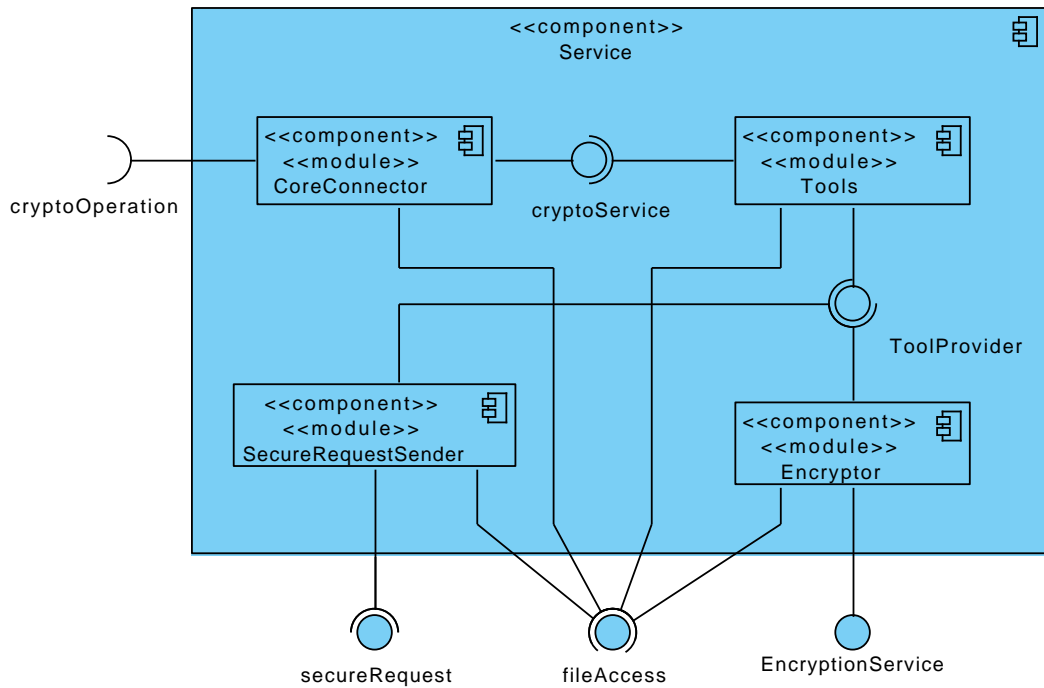 <<component>>
Service
<<component>>
<<module>>
CoreConnector
<<component>>
<<module>>
Tools
cryptoOperation
cryptoService
ToolProvider
<<component>>
<<module>>
SecureRequestSender
<<component>>
<<module>>
Encryptor
secureRequest
fileAccess
EncryptionService